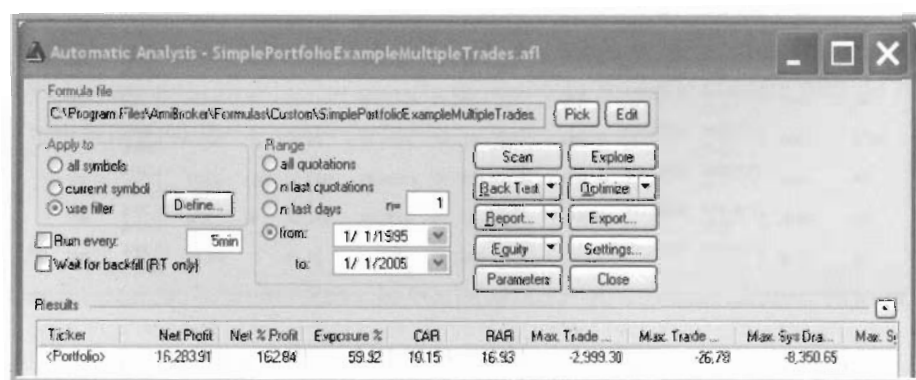 Automatic Analysis - SimplePortfolioExampleMultipleTrades.afl
Formula file
C:\Program Files\AmiBroker\Formulas\Custom\SimplePortfolioExampleMultipleTrades. Pick Edit
Apply to
all symbols
current symbol
use filter
Define...
Run every: 5min
Wait for backfill (RT only)
Range
all quotations
n last quotations
n last days n= 1
from: 1/ 1/1995
to: 1/ 1/2005
Scan Explore
Back Test Optimize
Report... Export...
Equity Settings...
Parameters Close
Results
Ticker Net Profit Net % Profit Exposure % CAR RAR Max. Trade ... Max. Trade ... Max. Sys Dra... Max. Sy
<Portfolio> 16,283.91 162.84 59.92 10.15 16.93 -2,999.30 -26.78 -8,350.65